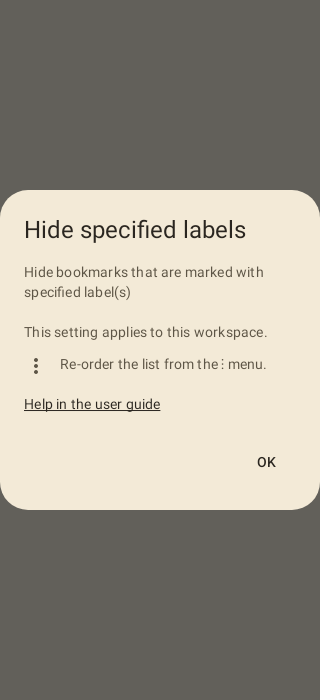 Hide specified labels
Hide bookmarks that are marked with
specified label(s)
This setting applies to this workspace.
Re-order the list from the ⋮ menu.
Help in the user guide
OK